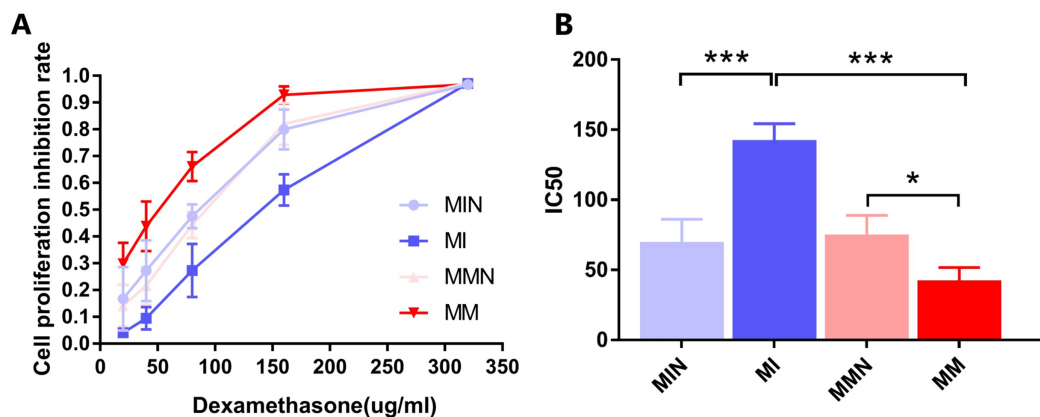 A
Cell proliferation inhibition rate
1.0
0.9
0.8
0.7
0.6
0.5
0.4
0.3
0.2
0.1
0.0
0 50 100 150 200 250 300 350
Dexamethasone(ug/ml)
MIN
MI
MMN
MM
B
IC50
200
150
100
50
0
***
***
*
MIN
MI
MMN
MM